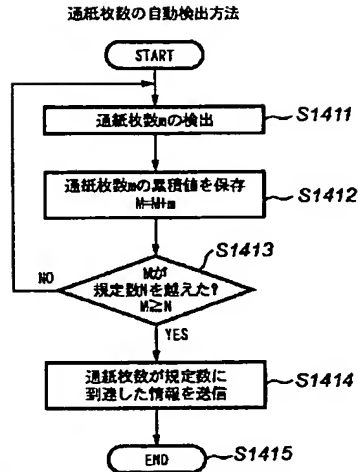 通紙枚数の自動検出方法
START
通紙枚数mの検出
S1411
通紙枚数mの累積値を保存
M=M+m
S1412
S1413
Mが
規定数Nを越えた?
M≧N
NO
YES
通紙枚数が規定数に
到達した情報を送信
S1414
END
S1415